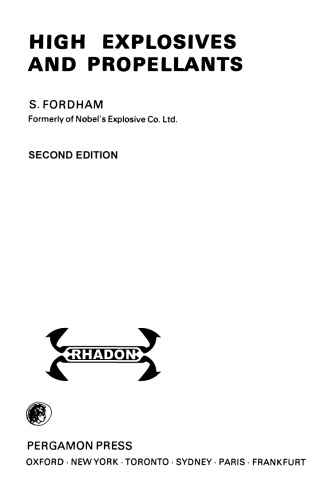 HIGH EXPLOSIVES
AND PROPELLANTS
S. FORDHAM
Formerly of Nobel's Explosive Co. Ltd.
SECOND EDITION
RHADON
PERGAMON PRESS
OXFORD · NEW YORK · TORONTO · SYDNEY · PARIS · FRANKFURT